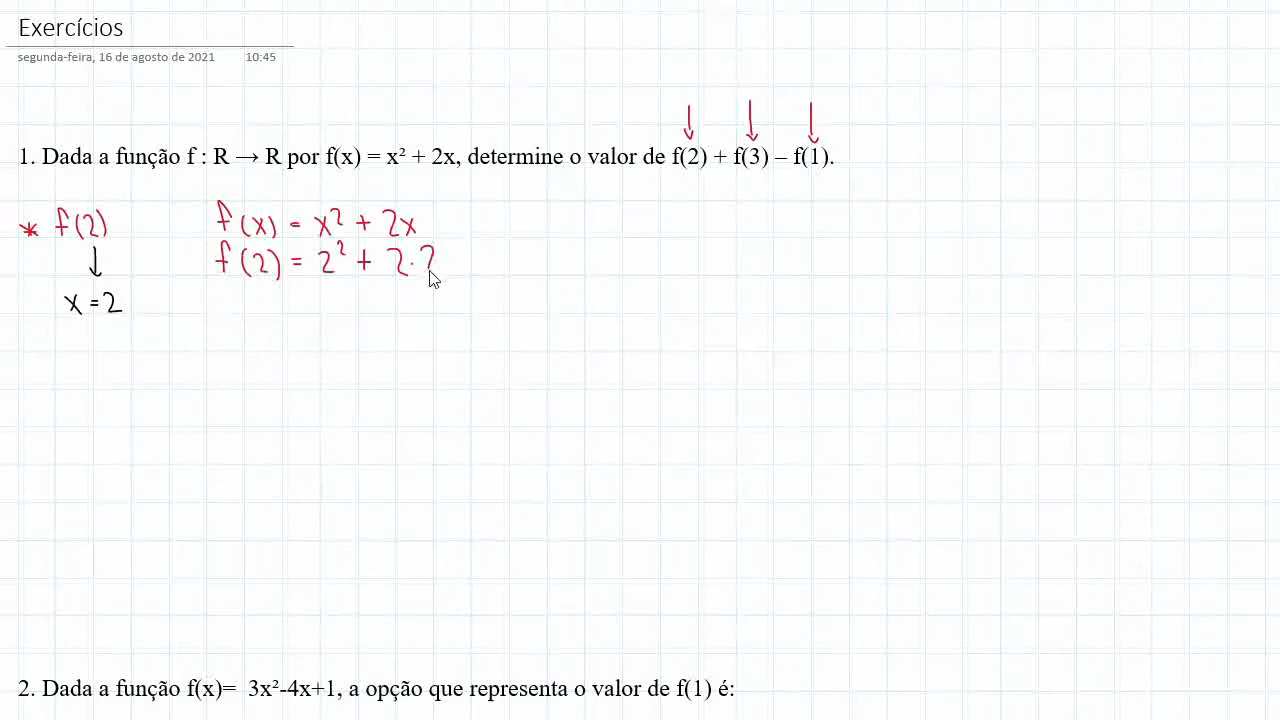 Exercícios
segunda-feira, 16 de agosto de 2021 10:45
1. Dada a função f : R → R por f(x) = x² + 2x, determine o valor de f(2) + f(3) – f(1).
* f(2)
f(x) = x² + 2x
f(2) = 2² + 2·2
x = 2
2. Dada a função f(x)= 3x²-4x+1, a opção que representa o valor de f(1) é: